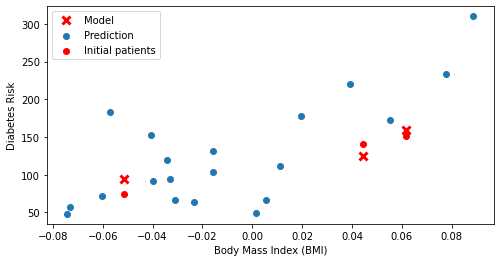 Model
Prediction
Initial patients
Diabetes Risk
300
250
200
150
100
50
−0.08 −0.06 −0.04 −0.02 0.00 0.02 0.04 0.06 0.08
Body Mass Index (BMI)